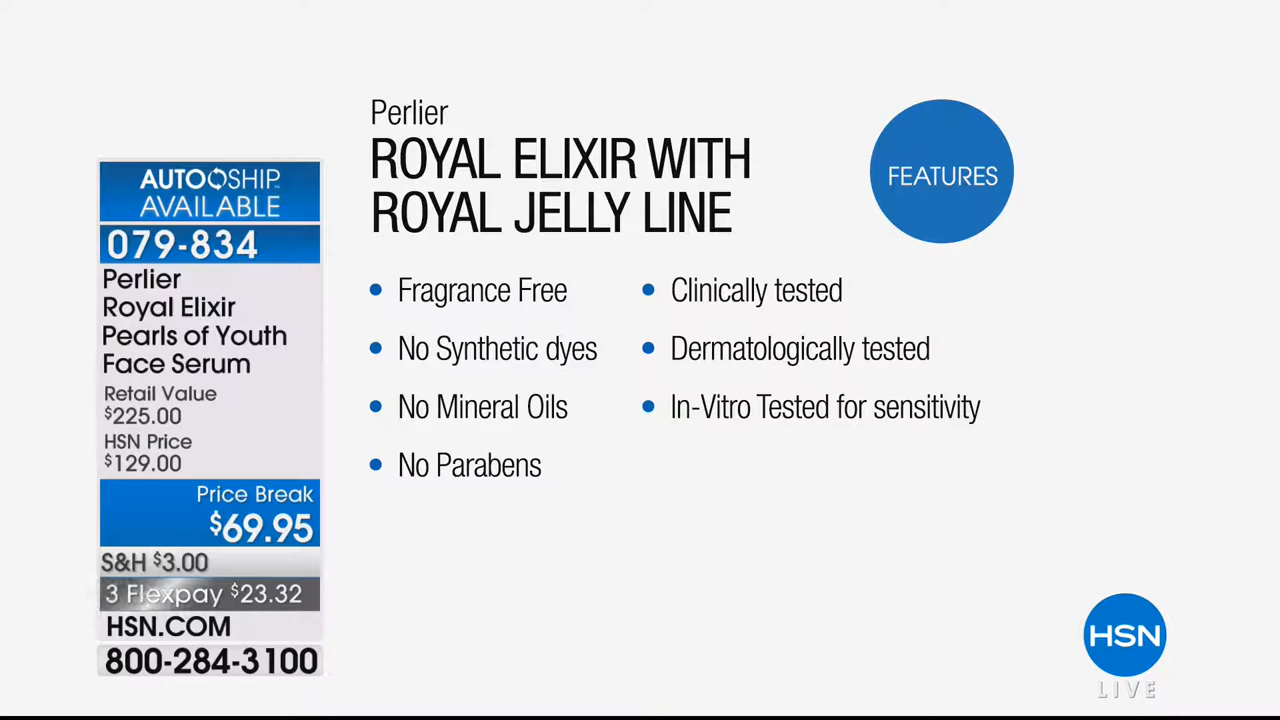 AUTOSHIP
AVAILABLE
079-834
Perlier
Royal Elixir
Pearls of Youth
Face Serum
Retail Value
$225.00
HSN Price
$129.00
Price Break
$69.95
S&H $3.00
3 Flexpay $23.32
HSN.COM
800-284-3100
Perlier
ROYAL ELIXIR WITH
ROYAL JELLY LINE
FEATURES
• Fragrance Free
• No Synthetic dyes
• No Mineral Oils
• No Parabens
• Clinically tested
• Dermatologically tested
• In-Vitro Tested for sensitivity
HSN
LIVE